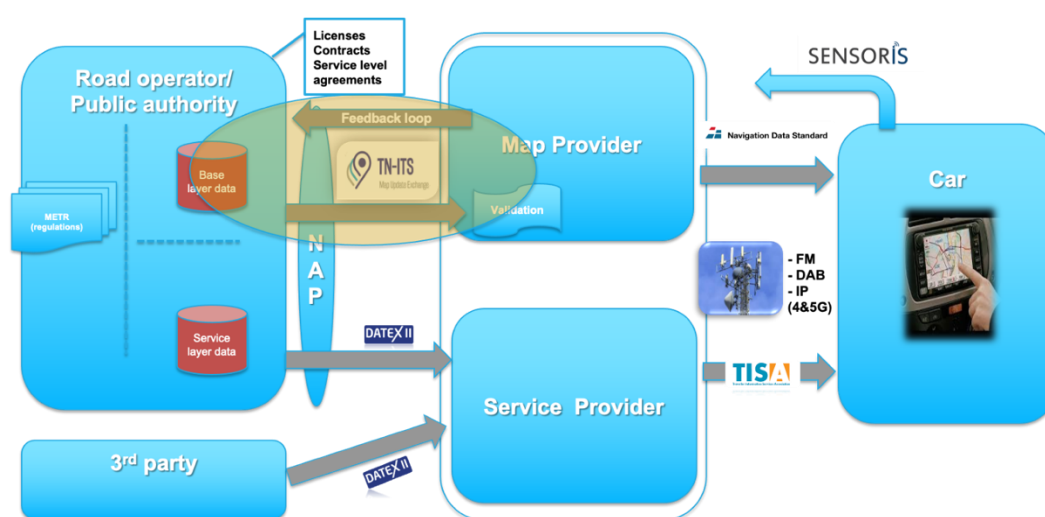 Licenses
Contracts
Service level
agreements
SENSORIS
Road operator/
Public authority
Feedback loop
Map Provider
Navigation Data Standard
Car
TN-ITS
Map Update Exchange
Base
layer data
METR
(regulations)
Validation
N
A
P
- FM
- DAB
- IP
(4&5G)
Service
layer data
DATEX II
TISA
Service Provider
3rd party
DATEX II